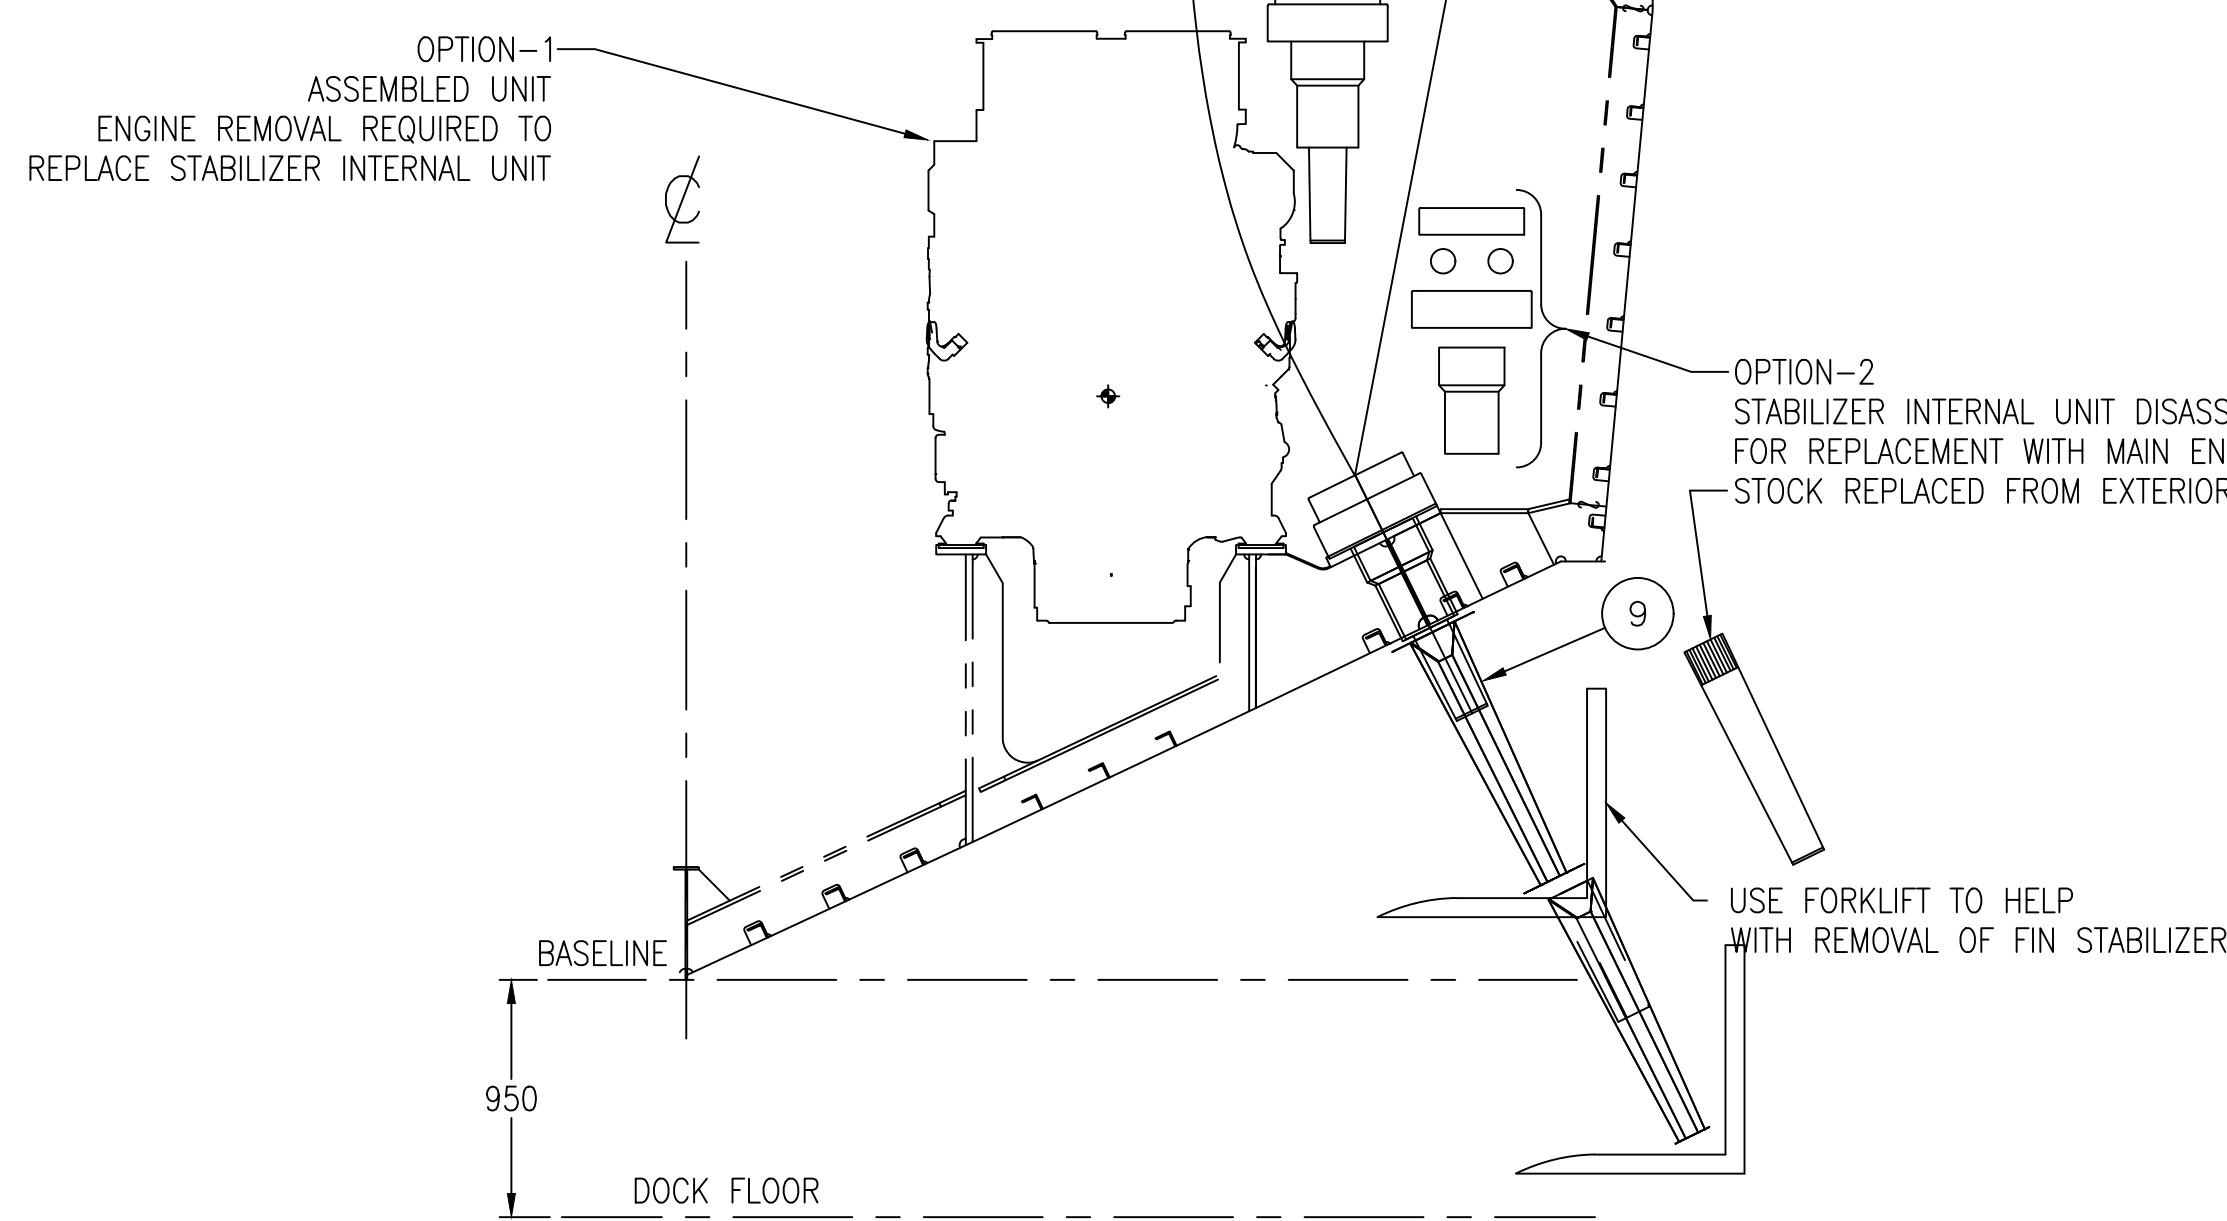 OPTION-1
ASSEMBLED UNIT
ENGINE REMOVAL REQUIRED TO
REPLACE STABILIZER INTERNAL UNIT
℄
OPTION-2
STABILIZER INTERNAL UNIT DISASS
FOR REPLACEMENT WITH MAIN EN
STOCK REPLACED FROM EXTERIOR
9
USE FORKLIFT TO HELP
WITH REMOVAL OF FIN STABILIZER
BASELINE
950
DOCK FLOOR